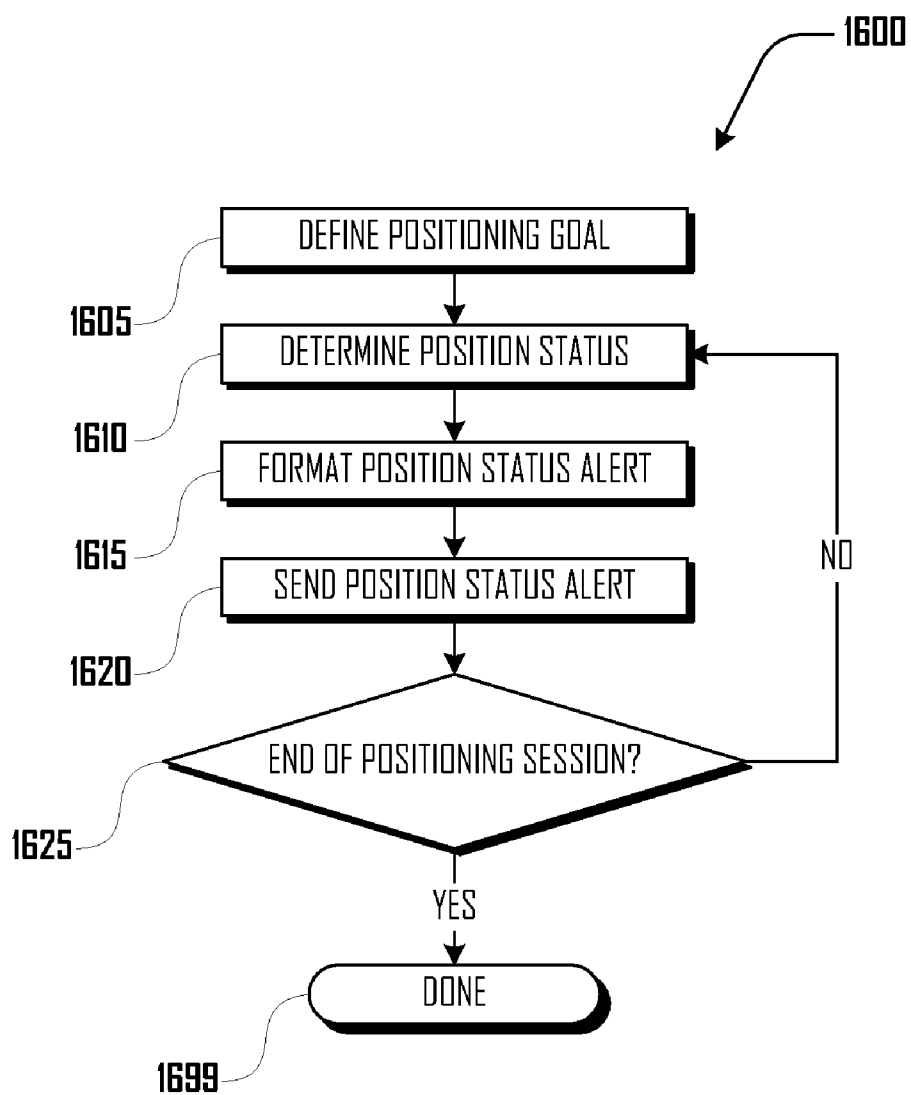 1600
DEFINE POSITIONING GOAL
1605
DETERMINE POSITION STATUS
1610
FORMAT POSITION STATUS ALERT
1615
NO
SEND POSITION STATUS ALERT
1620
END OF POSITIONING SESSION?
1625
YES
DONE
1699